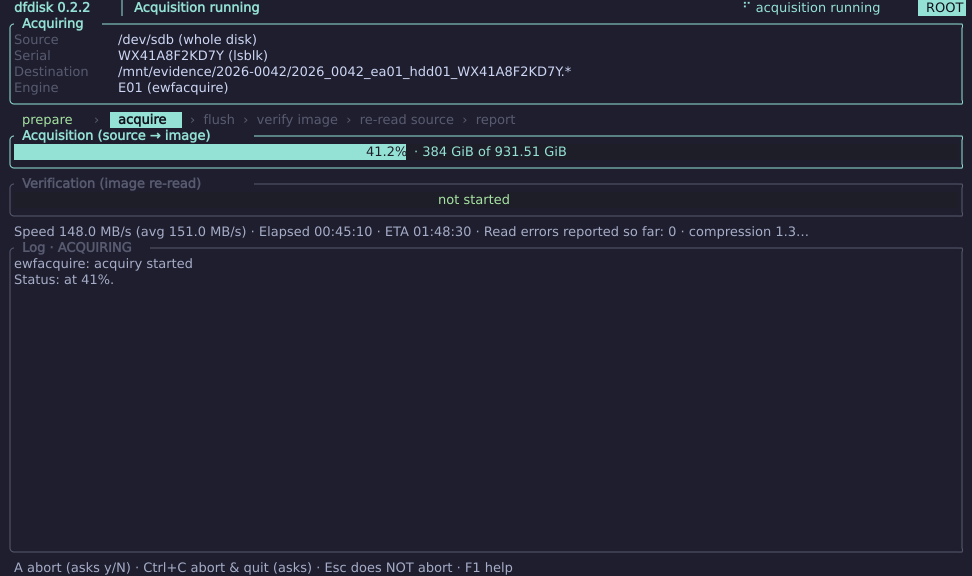 dfdisk 0.2.2 │ Acquisition running ⠋ acquisition running ROOT
Acquiring
Source /dev/sdb (whole disk)
Serial WX41A8F2KD7Y (lsblk)
Destination /mnt/evidence/2026-0042/2026_0042_ea01_hdd01_WX41A8F2KD7Y.*
Engine E01 (ewfacquire)
prepare › acquire › flush › verify image › re-read source › report
Acquisition (source → image)
41.2% · 384 GiB of 931.51 GiB
Verification (image re-read)
not started
Speed 148.0 MB/s (avg 151.0 MB/s) · Elapsed 00:45:10 · ETA 01:48:30 · Read errors reported so far: 0 · compression 1.3…
Log · ACQUIRING
ewfacquire: acquiry started
Status: at 41%.
A abort (asks y/N) · Ctrl+C abort & quit (asks) · Esc does NOT abort · F1 help